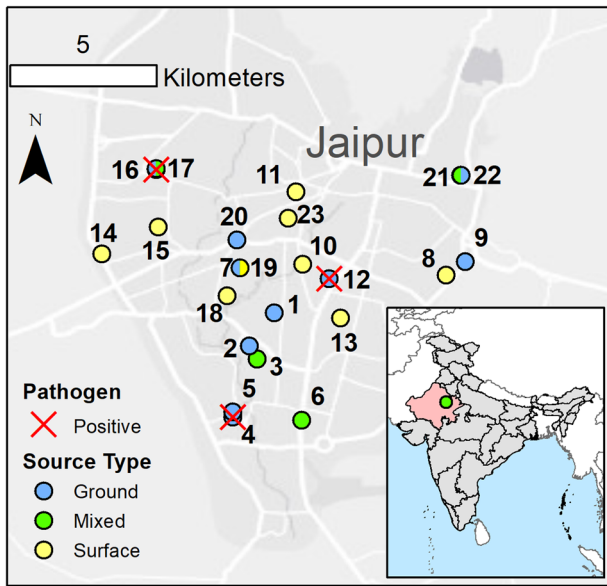 5
Kilometers
N
Jaipur
16 17
11
21 22
20
23
14
15
10
9
7 19
8
12
18
1
13
2
3
5
6
4
Pathogen
Positive
Source Type
Ground
Mixed
Surface